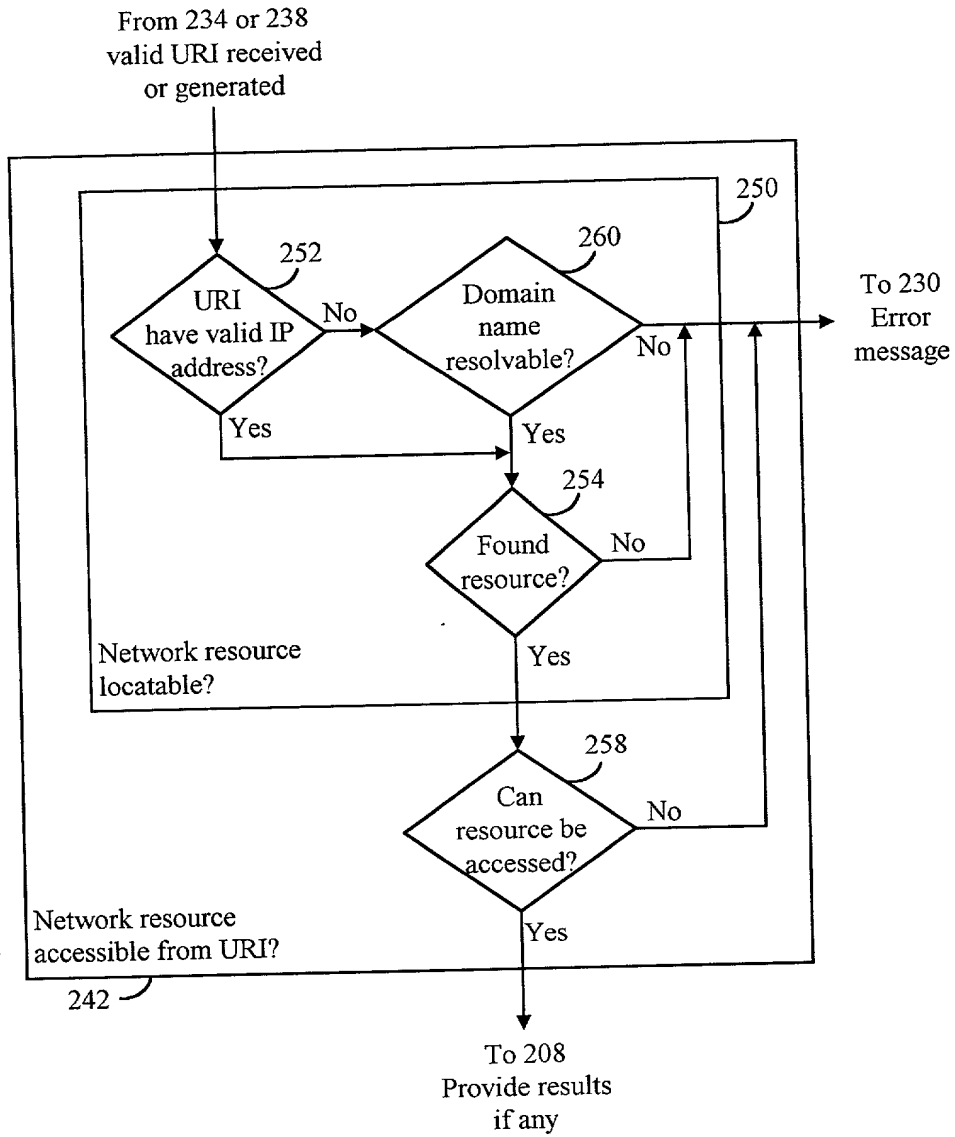 From 234 or 238
valid URI received
or generated
250
252
260
URI
have valid IP
address?
No
Domain
name
resolvable?
No
To 230
Error
message
Yes
Yes
254
Found
resource?
No
Network resource
locatable?
Yes
258
Can
resource be
accessed?
No
Network resource
accessible from URI?
Yes
242
To 208
Provide results
if any